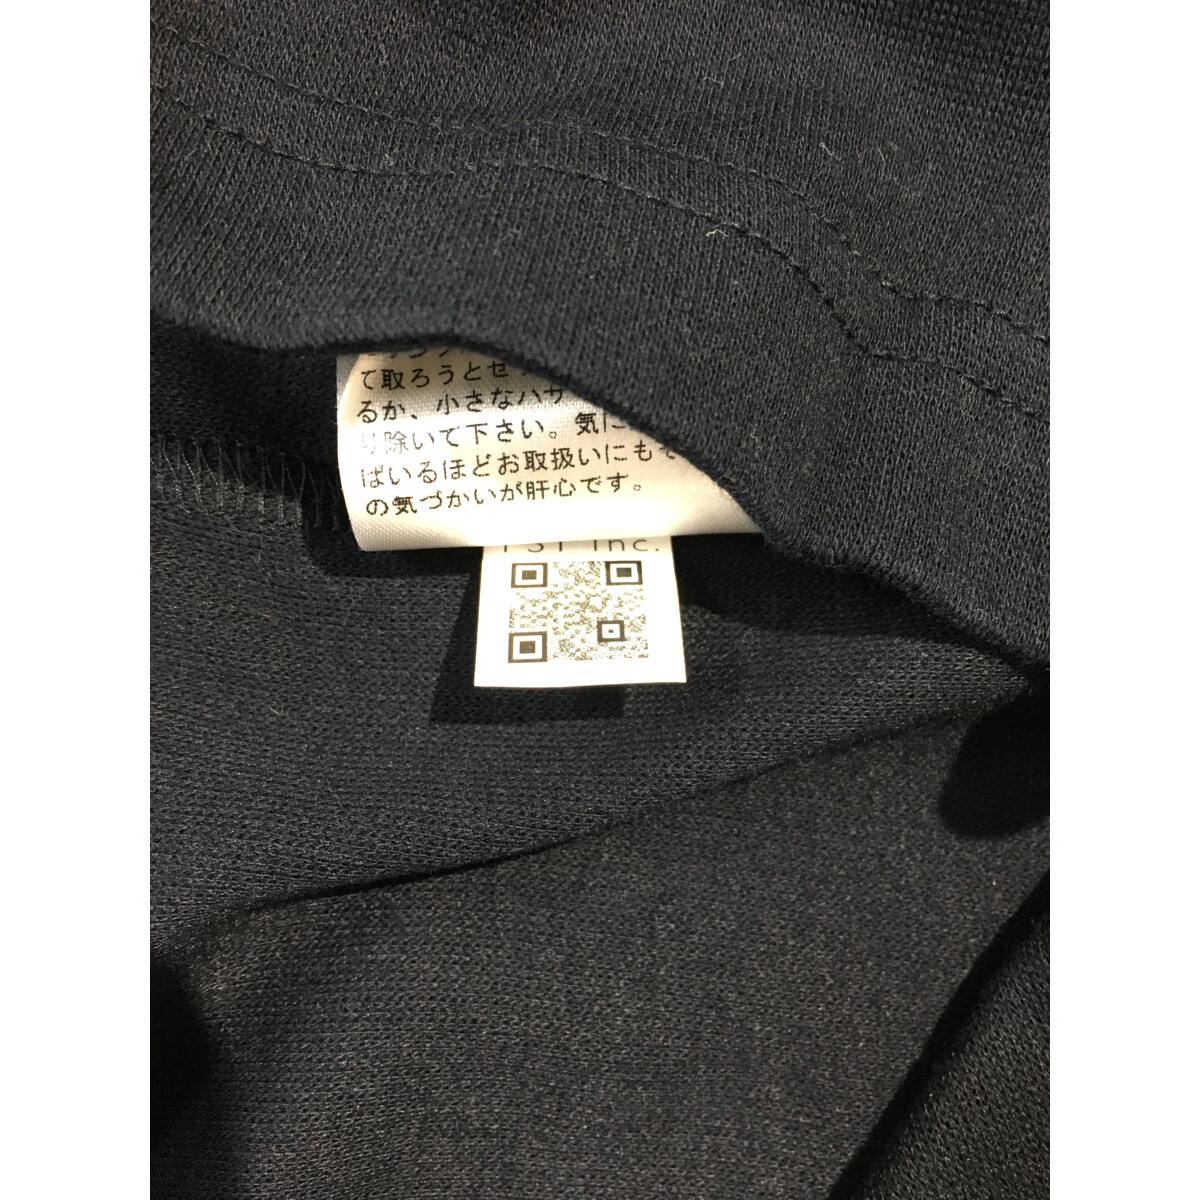 て取ろうとせ
るか、小さなハサ
り除いて下さい。気に
ばいるほどお取扱いにもそ
の気づかいが肝心です。
Inc.